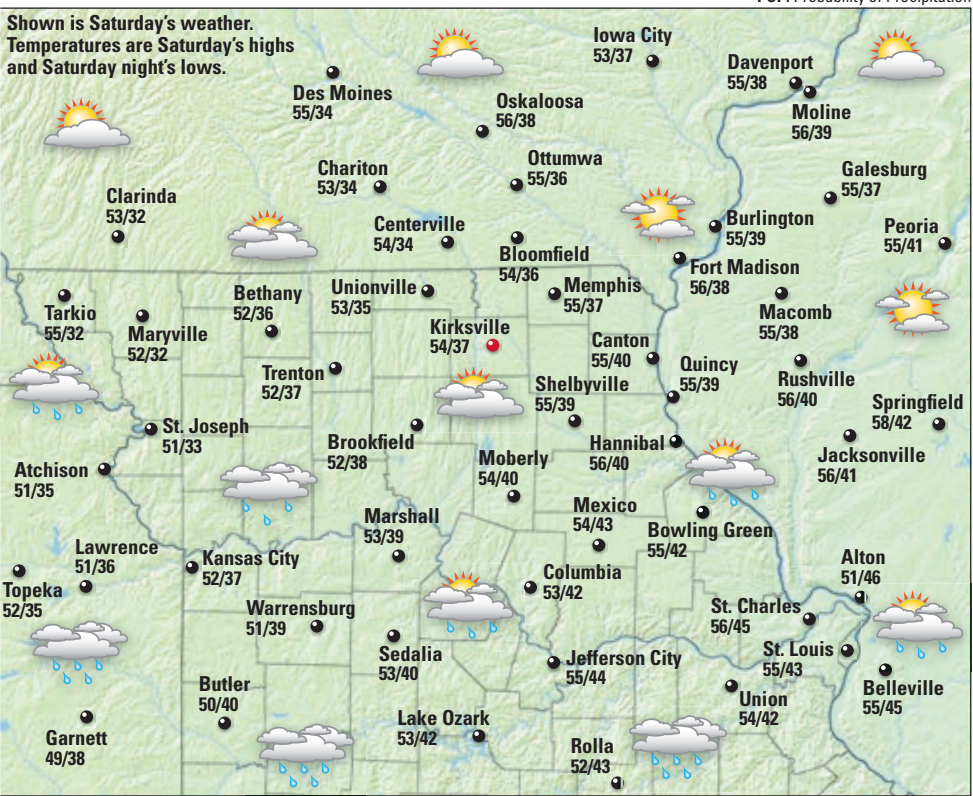 Shown is Saturday's weather.
Temperatures are Saturday's highs
and Saturday night's lows.
Iowa City
53/37
Davenport
55/38
Des Moines
55/34
Moline
56/39
Oskaloosa
56/38
Ottumwa
55/36
Chariton
53/34
Galesburg
55/37
Clarinda
53/32
Centerville
54/34
Burlington
55/39
Peoria
55/41
Bloomfield
54/36
Fort Madison
56/38
Tarkio
55/32
Maryville
52/32
Bethany
52/36
Unionville
53/35
Memphis
55/37
Macomb
55/38
Kirksville
54/37
Canton
55/40
Quincy
55/39
Trenton
52/37
Shelbyville
55/39
Rushville
56/40
Springfield
58/42
St. Joseph
51/33
Brookfield
52/38
Hannibal
56/40
Jacksonville
56/41
Atchison
51/35
Moberly
54/40
Mexico
54/43
Bowling Green
55/42
Marshall
53/39
Lawrence
51/36
Kansas City
52/37
Alton
51/46
Topeka
52/35
Columbia
53/42
Warrensburg
51/39
St. Charles
56/45
Sedalia
53/40
Jefferson City
55/44
St. Louis
55/43
Belleville
55/45
Butler
50/40
Union
54/42
Garnett
49/38
Lake Ozark
53/42
Rolla
52/43